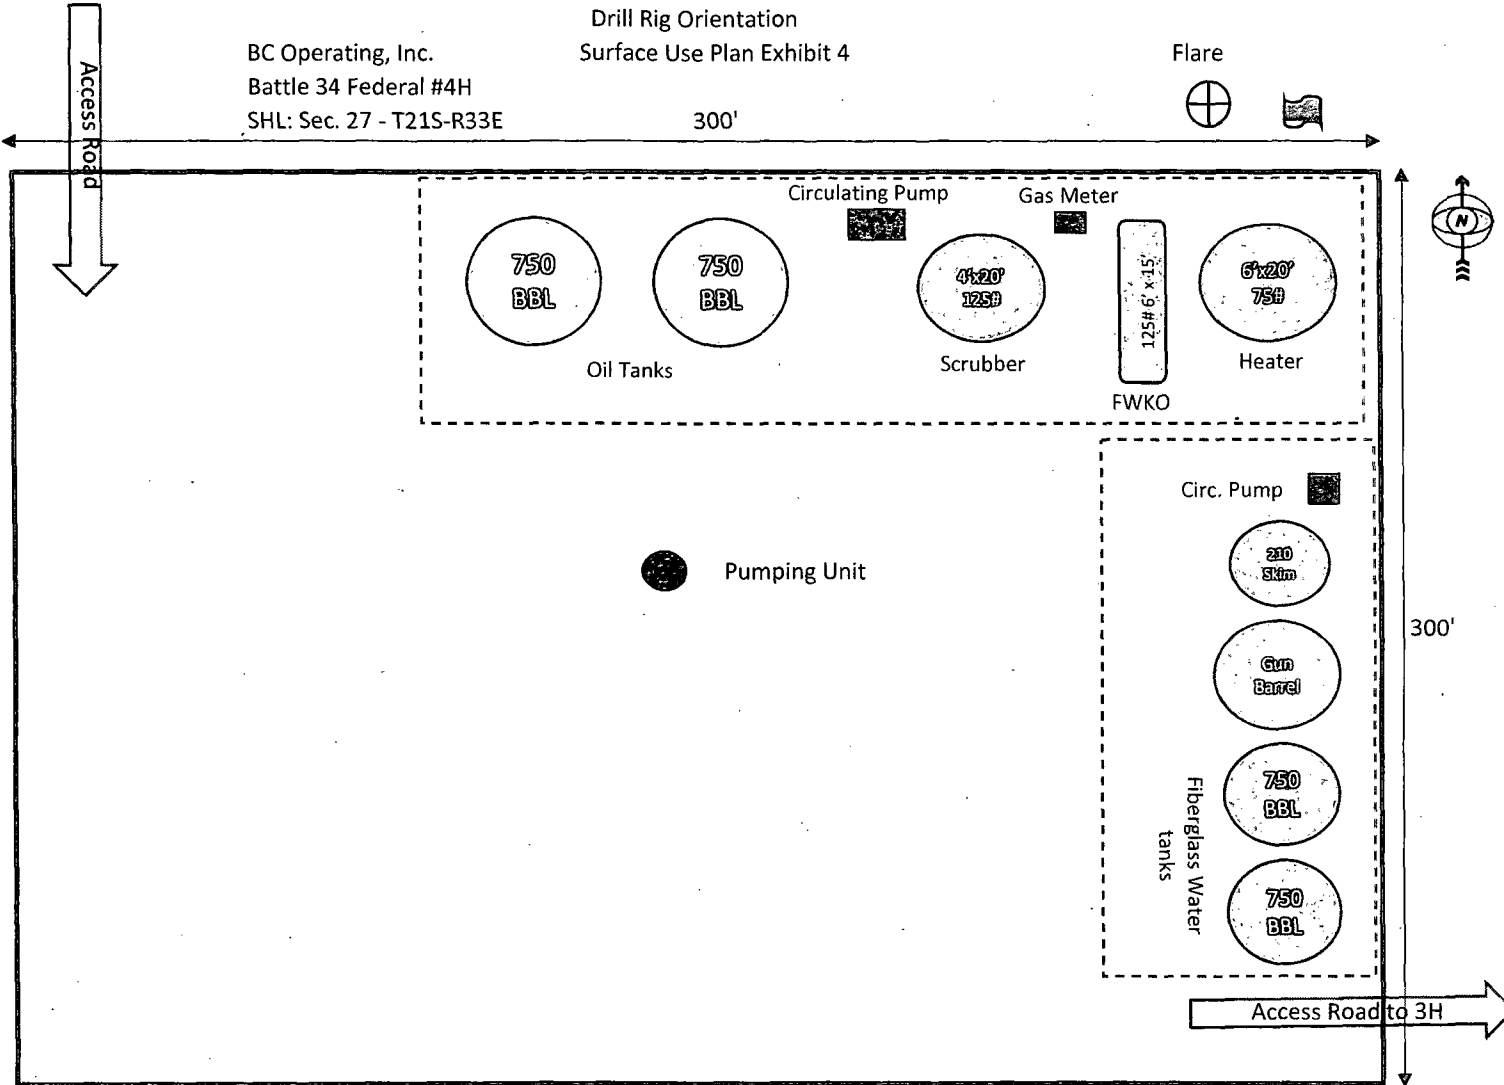 Drill Rig Orientation
BC Operating, Inc.
Surface Use Plan Exhibit 4
Flare
Battle 34 Federal #4H
SHL: Sec. 27 - T21S-R33E
300'
Access Road
Circulating Pump
Gas Meter
N
750
BBL
750
BBL
4'x20'
125#
125# 6' x 15'
6'x20'
75#
Oil Tanks
Scrubber
Heater
FWKO
Circ. Pump
210
Skim
Pumping Unit
300'
Gun
Barrel
750
BBL
Fiberglass Water
tanks
750
BBL
Access Road to 3H